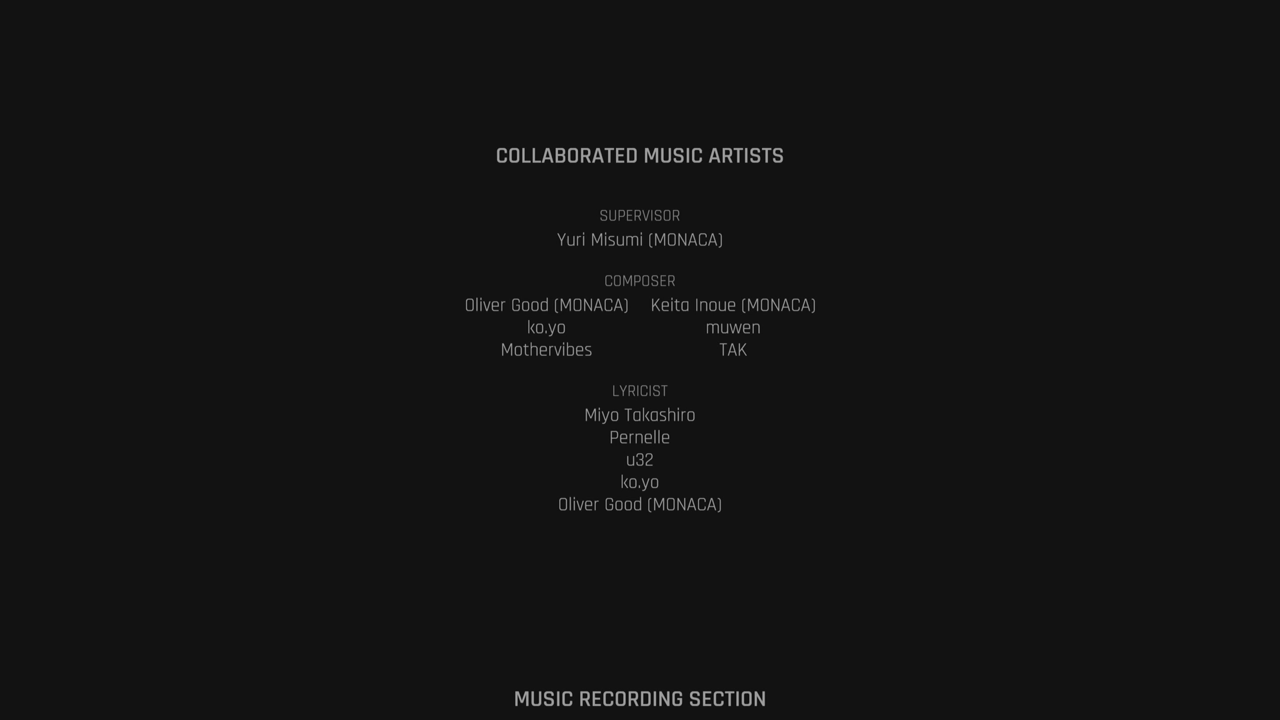 COLLABORATED MUSIC ARTISTS
SUPERVISOR
Yuri Misumi (MONACA)
COMPOSER
Oliver Good (MONACA) Keita Inoue (MONACA)
ko.yo muwen
Mothervibes TAK
LYRICIST
Miyo Takashiro
Pernelle
u32
ko.yo
Oliver Good (MONACA)
MUSIC RECORDING SECTION